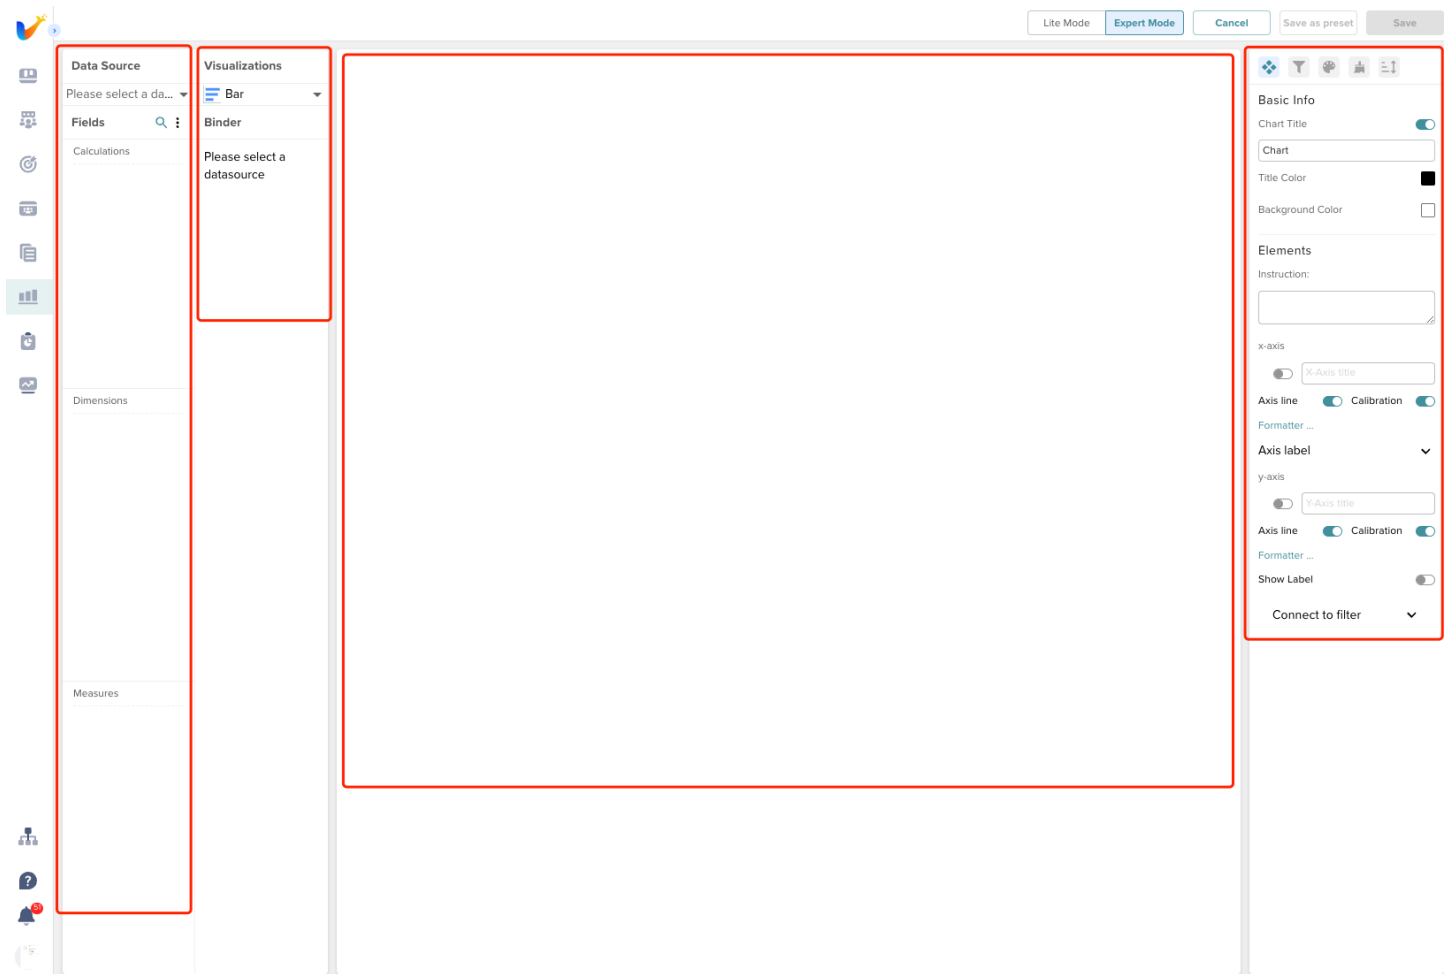 Lite Mode
Expert Mode
Cancel
Save as preset
Save
Data Source
Please select a da...
Fields
Calculations
Dimensions
Measures
Visualizations
Bar
Binder
Please select a
datasource
Basic Info
Chart Title
Chart
Title Color
Background Color
Elements
Instruction:
x-axis
X-Axis title
Axis line Calibration
Formatter ...
Axis label
y-axis
Y-Axis title
Axis line Calibration
Formatter ...
Show Label
Connect to filter
?
51